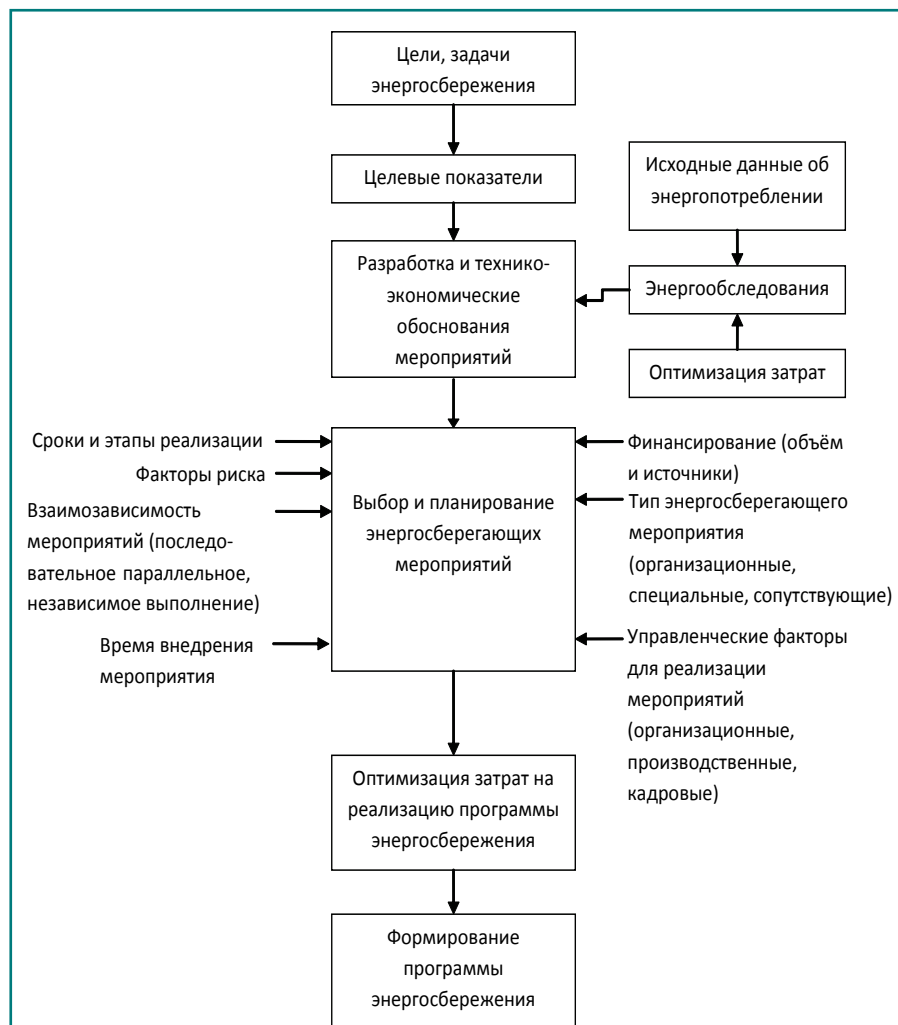 Цели, задачи
энергосбережения
Целевые показатели
Исходные данные об
энергопотреблении
Разработка и технико-
экономические
обоснования
мероприятий
Энергообследования
Оптимизация затрат
Сроки и этапы реализации
Факторы риска
Взаимозависимость
мероприятий (последо-
вательное параллельное,
независимое выполнение)
Время внедрения
мероприятия
Выбор и планирование
энергосберегающих
мероприятий
Финансирование (объём
и источники)
Тип энергосберегающего
мероприятия
(организационные,
специальные, сопутствующие)
Управленческие факторы
для реализации
мероприятий
(организационные,
производственные,
кадровые)
Оптимизация затрат на
реализацию программы
энергосбережения
Формирование
программы
энергосбережения